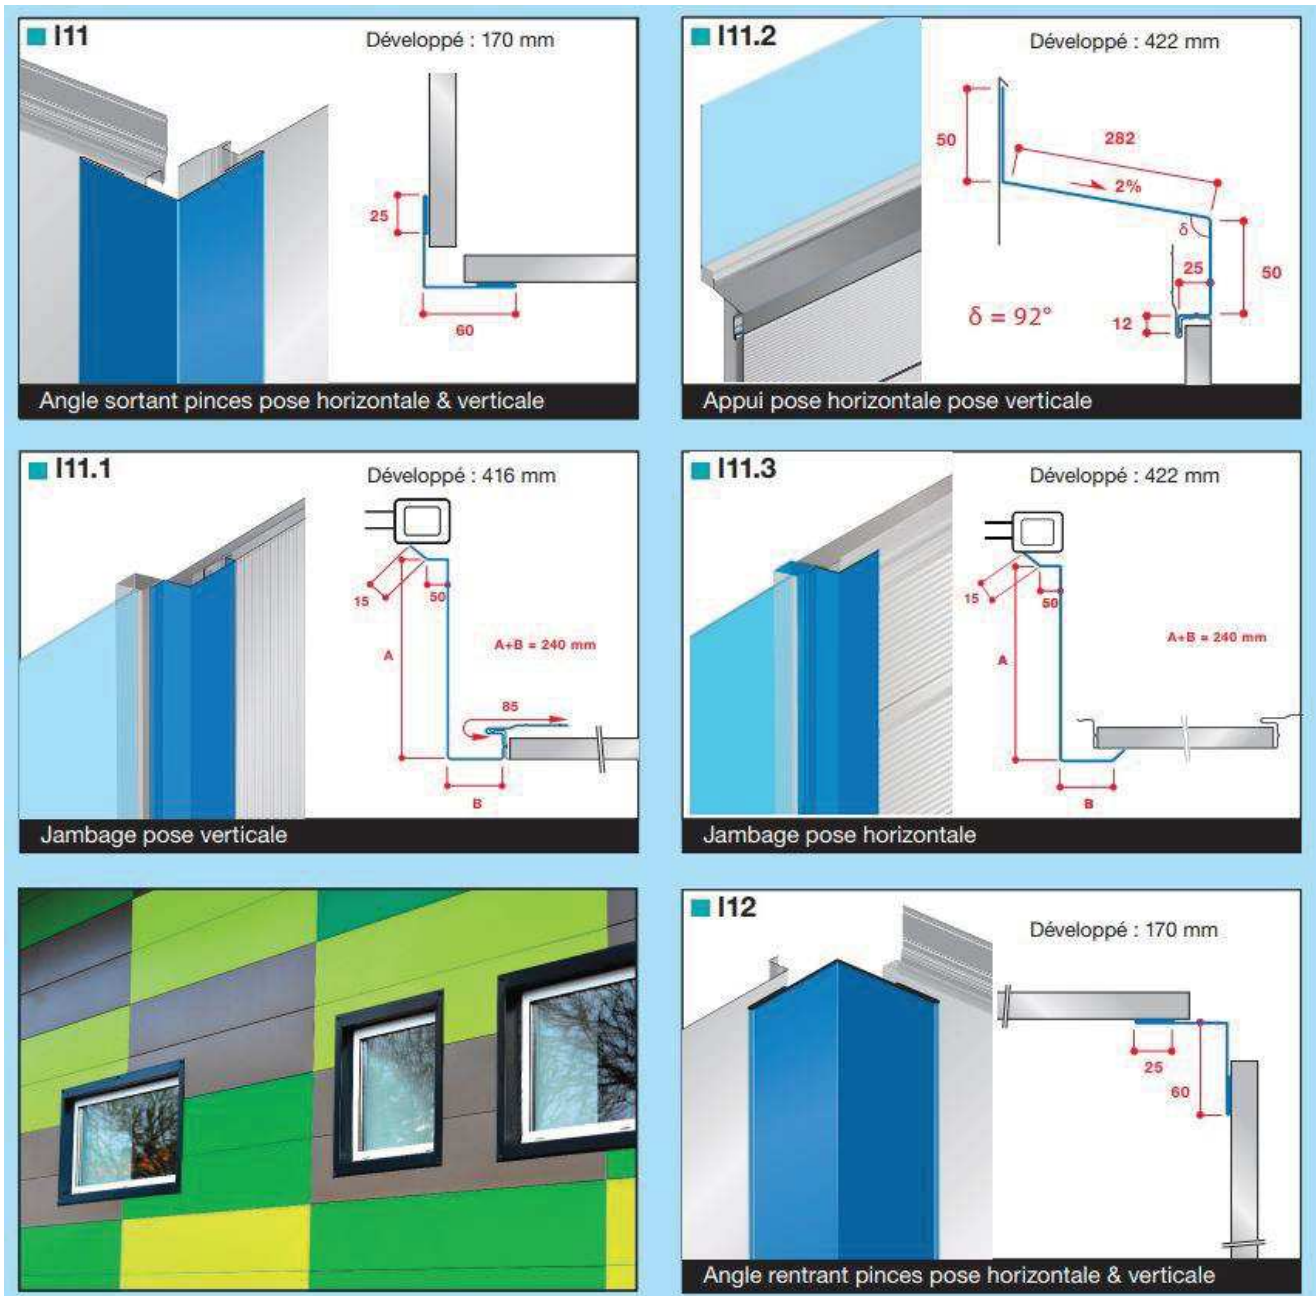 I11
Développé : 170 mm
25
60
Angle sortant pinces pose horizontale & verticale
I11.2
Développé : 422 mm
50
282
2%
δ
25
50
12
δ = 92°
Appui pose horizontale pose verticale
I11.1
Développé : 416 mm
15
50
A
A+B = 240 mm
85
B
Jambage pose verticale
I11.3
Développé : 422 mm
15
50
A
A+B = 240 mm
B
Jambage pose horizontale
I12
Développé : 170 mm
25
60
Angle rentrant pinces pose horizontale & verticale